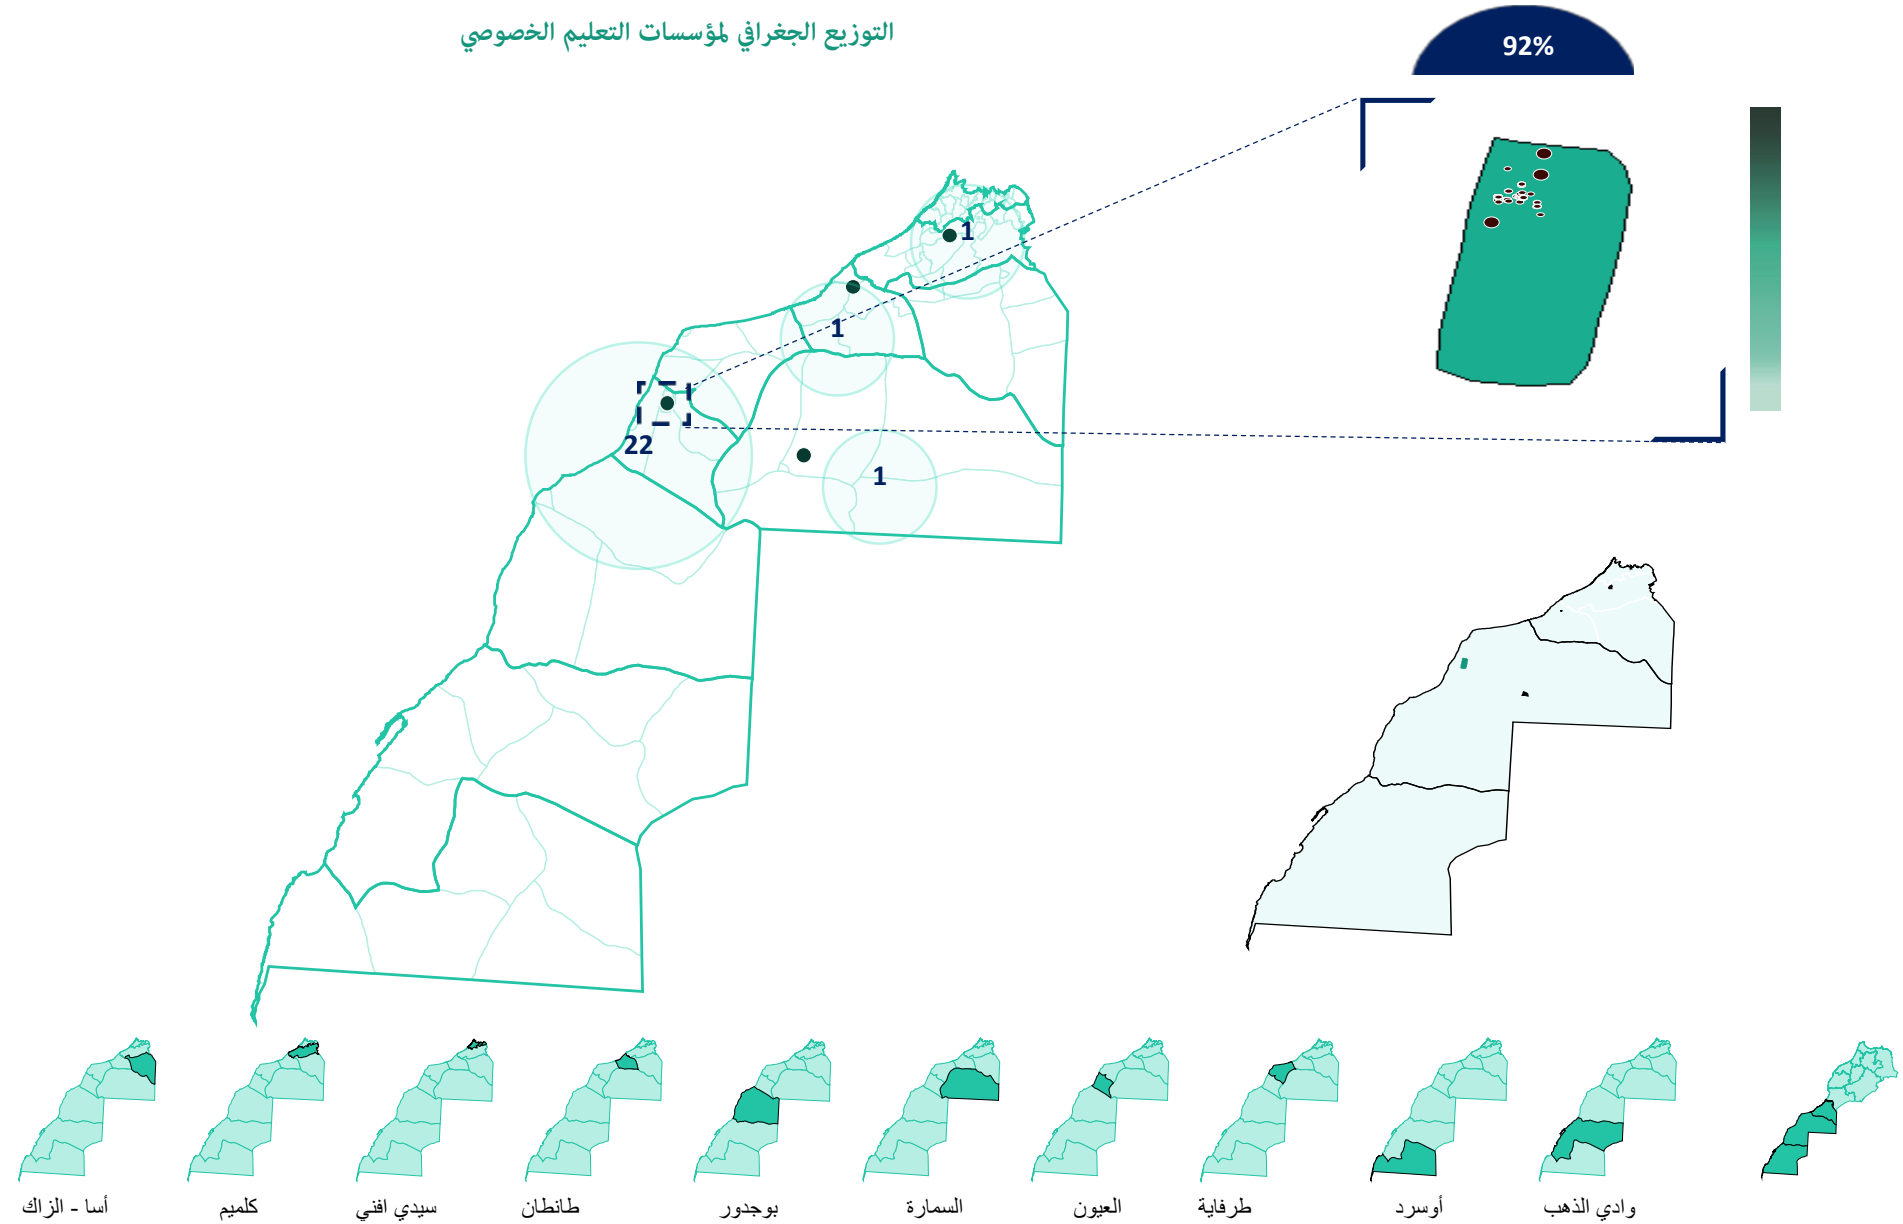 التوزيع الجغرافي لمؤسسات التعليم الخصوصي
92%
1
1
22
1
أسا - الزاك
كلميم
سيدي افني
طانطان
بوجدور
السمارة
العيون
طرفاية
أوسرد
وادي الذهب